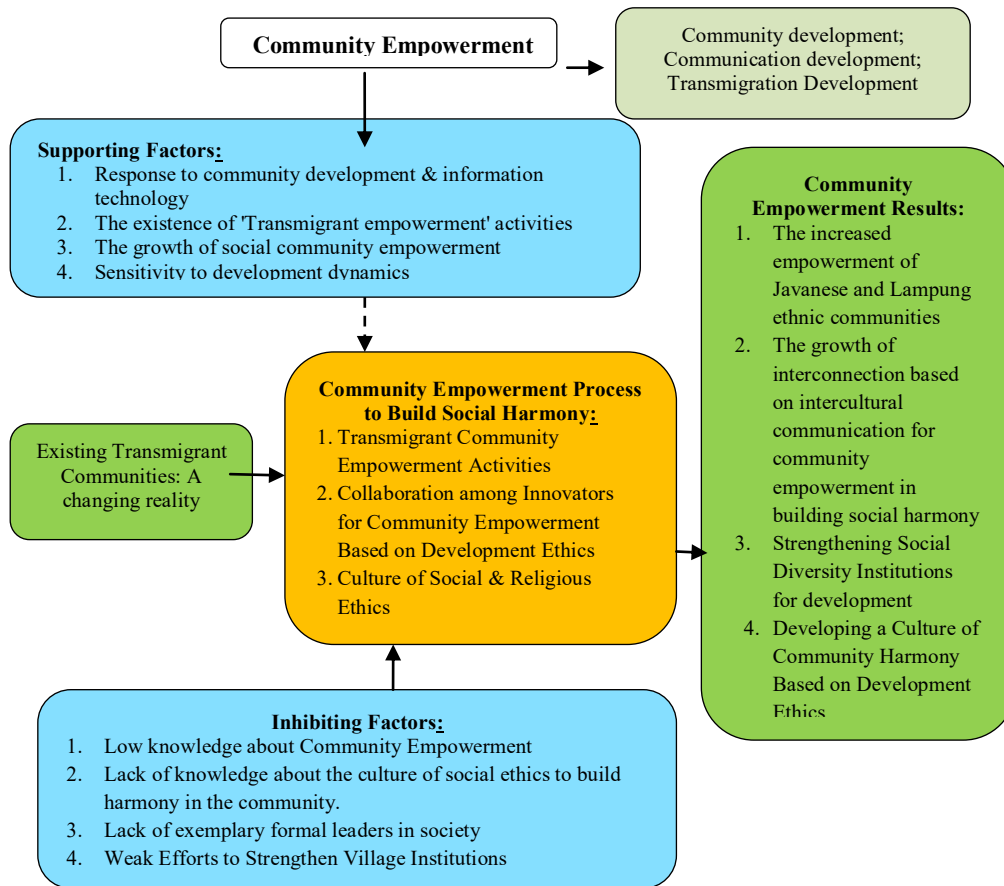 Community Empowerment
Community development;
Communication development;
Transmigration Development
Supporting Factors:
1. Response to community development & information
technology
2. The existence of 'Transmigrant empowerment' activities
3. The growth of social community empowerment
4. Sensitivity to development dynamics
Community
Empowerment Results:
1. The increased
empowerment of
Javanese and Lampung
ethnic communities
2. The growth of
interconnection based
on intercultural
communication for
community
empowerment in
building social harmony
3. Strengthening Social
Diversity Institutions
for development
4. Developing a Culture of
Community Harmony
Based on Development
Ethics
Community Empowerment Process
to Build Social Harmony:
1. Transmigrant Community
Empowerment Activities
2. Collaboration among Innovators
for Community Empowerment
Based on Development Ethics
3. Culture of Social & Religious
Ethics
Existing Transmigrant
Communities: A
changing reality
Inhibiting Factors:
1. Low knowledge about Community Empowerment
2. Lack of knowledge about the culture of social ethics to build
harmony in the community.
3. Lack of exemplary formal leaders in society
4. Weak Efforts to Strengthen Village Institutions